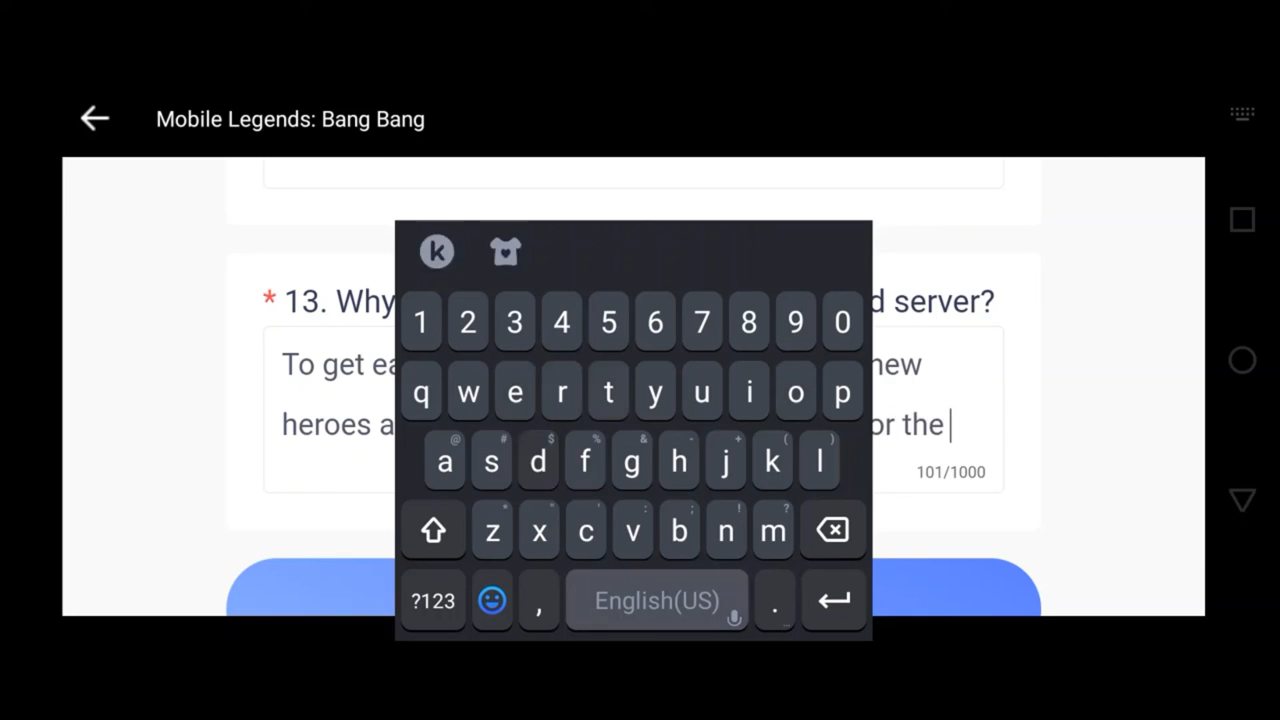 Mobile Legends: Bang Bang
* 13. Why d server?
To get ea new
heroes a or the
101/1000
k
1 2 3 4 5 6 7 8 9 0
q w e r t y u i o p
@ # $ % & - + ( )
a s d f g h j k l
* " ' : ; ! ?
z x c v b n m
?123 , English(US) .